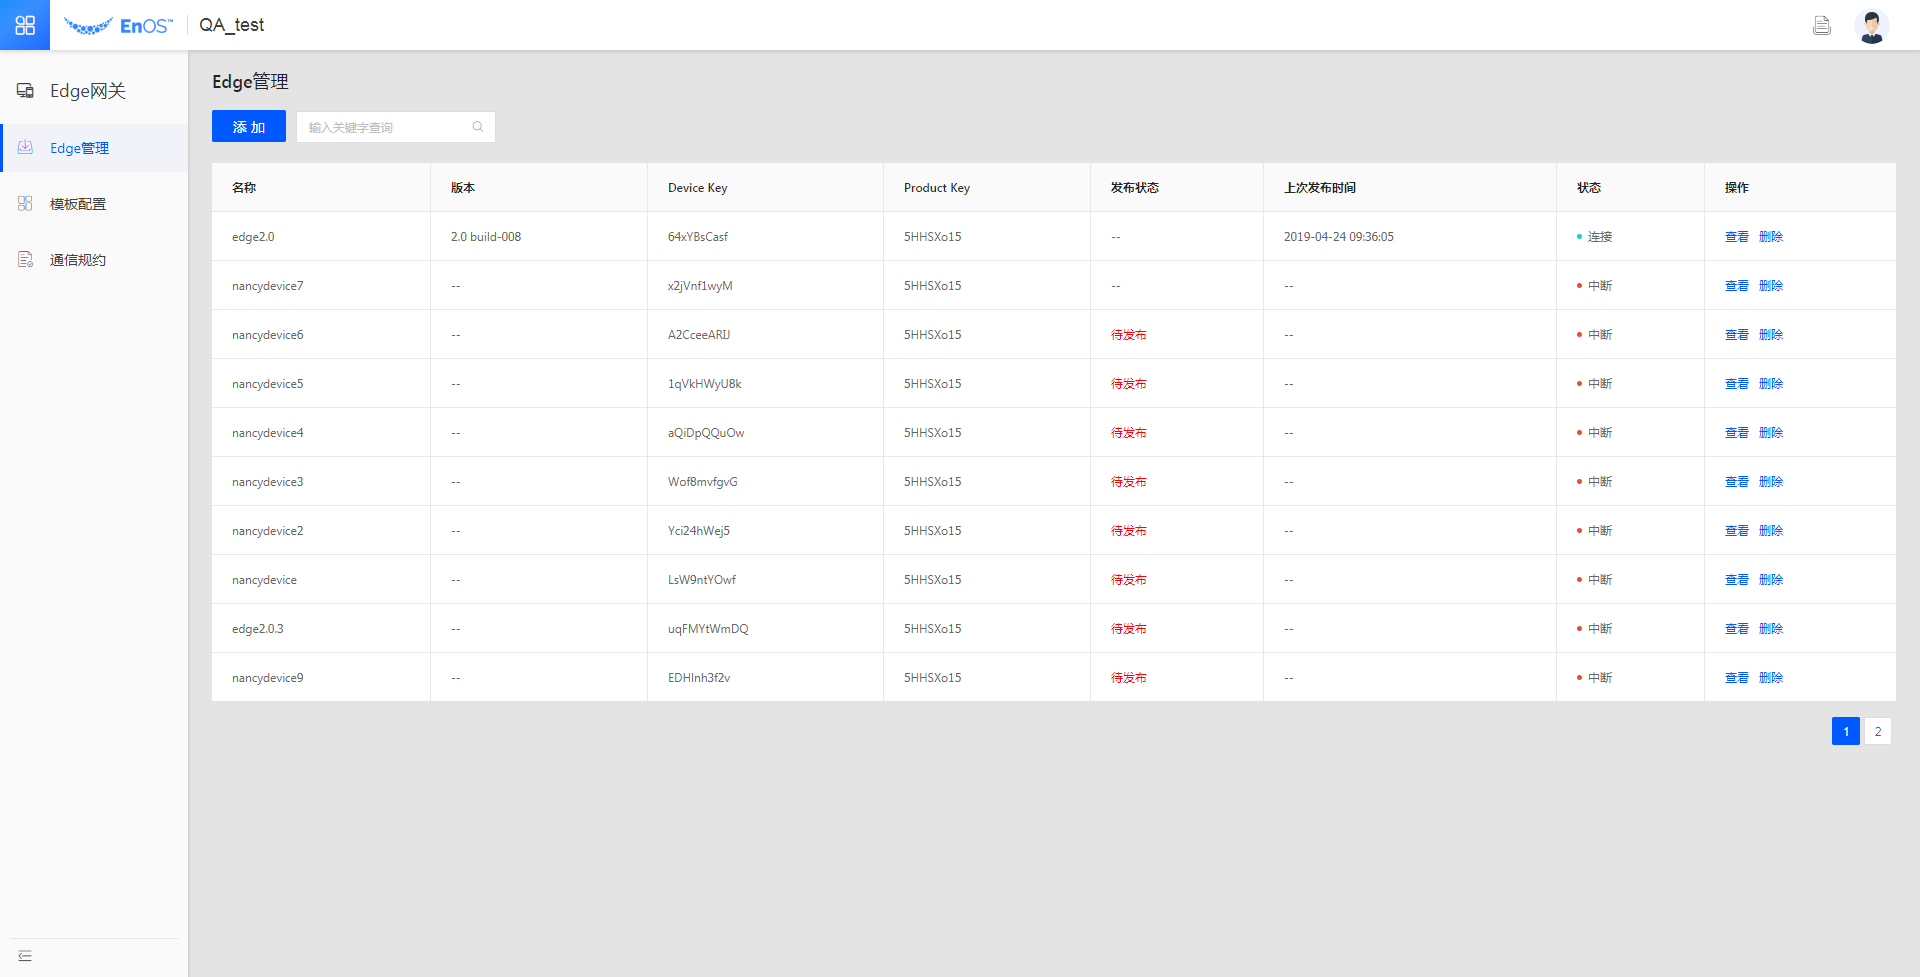 EnOS™ QA_test
Edge网关
Edge管理
模板配置
通信规约
Edge管理
添 加 输入关键字查询
名称 版本 Device Key Product Key 发布状态 上次发布时间 状态 操作
edge2.0 2.0 build-008 64xYBsCasf 5HHSXo15 -- 2019-04-24 09:36:05 连接 查看 删除
nancydevice7 -- x2jVnf1wyM 5HHSXo15 -- -- 中断 查看 删除
nancydevice6 -- A2CceeARIJ 5HHSXo15 待发布 -- 中断 查看 删除
nancydevice5 -- 1qVkHWyU8k 5HHSXo15 待发布 -- 中断 查看 删除
nancydevice4 -- aQiDpQQuOw 5HHSXo15 待发布 -- 中断 查看 删除
nancydevice3 -- Wof8mvfgvG 5HHSXo15 待发布 -- 中断 查看 删除
nancydevice2 -- Yci24hWej5 5HHSXo15 待发布 -- 中断 查看 删除
nancydevice -- LsW9ntYOwf 5HHSXo15 待发布 -- 中断 查看 删除
edge2.0.3 -- uqFMYtWmDQ 5HHSXo15 待发布 -- 中断 查看 删除
nancydevice9 -- EDHInh3f2v 5HHSXo15 待发布 -- 中断 查看 删除
1 2